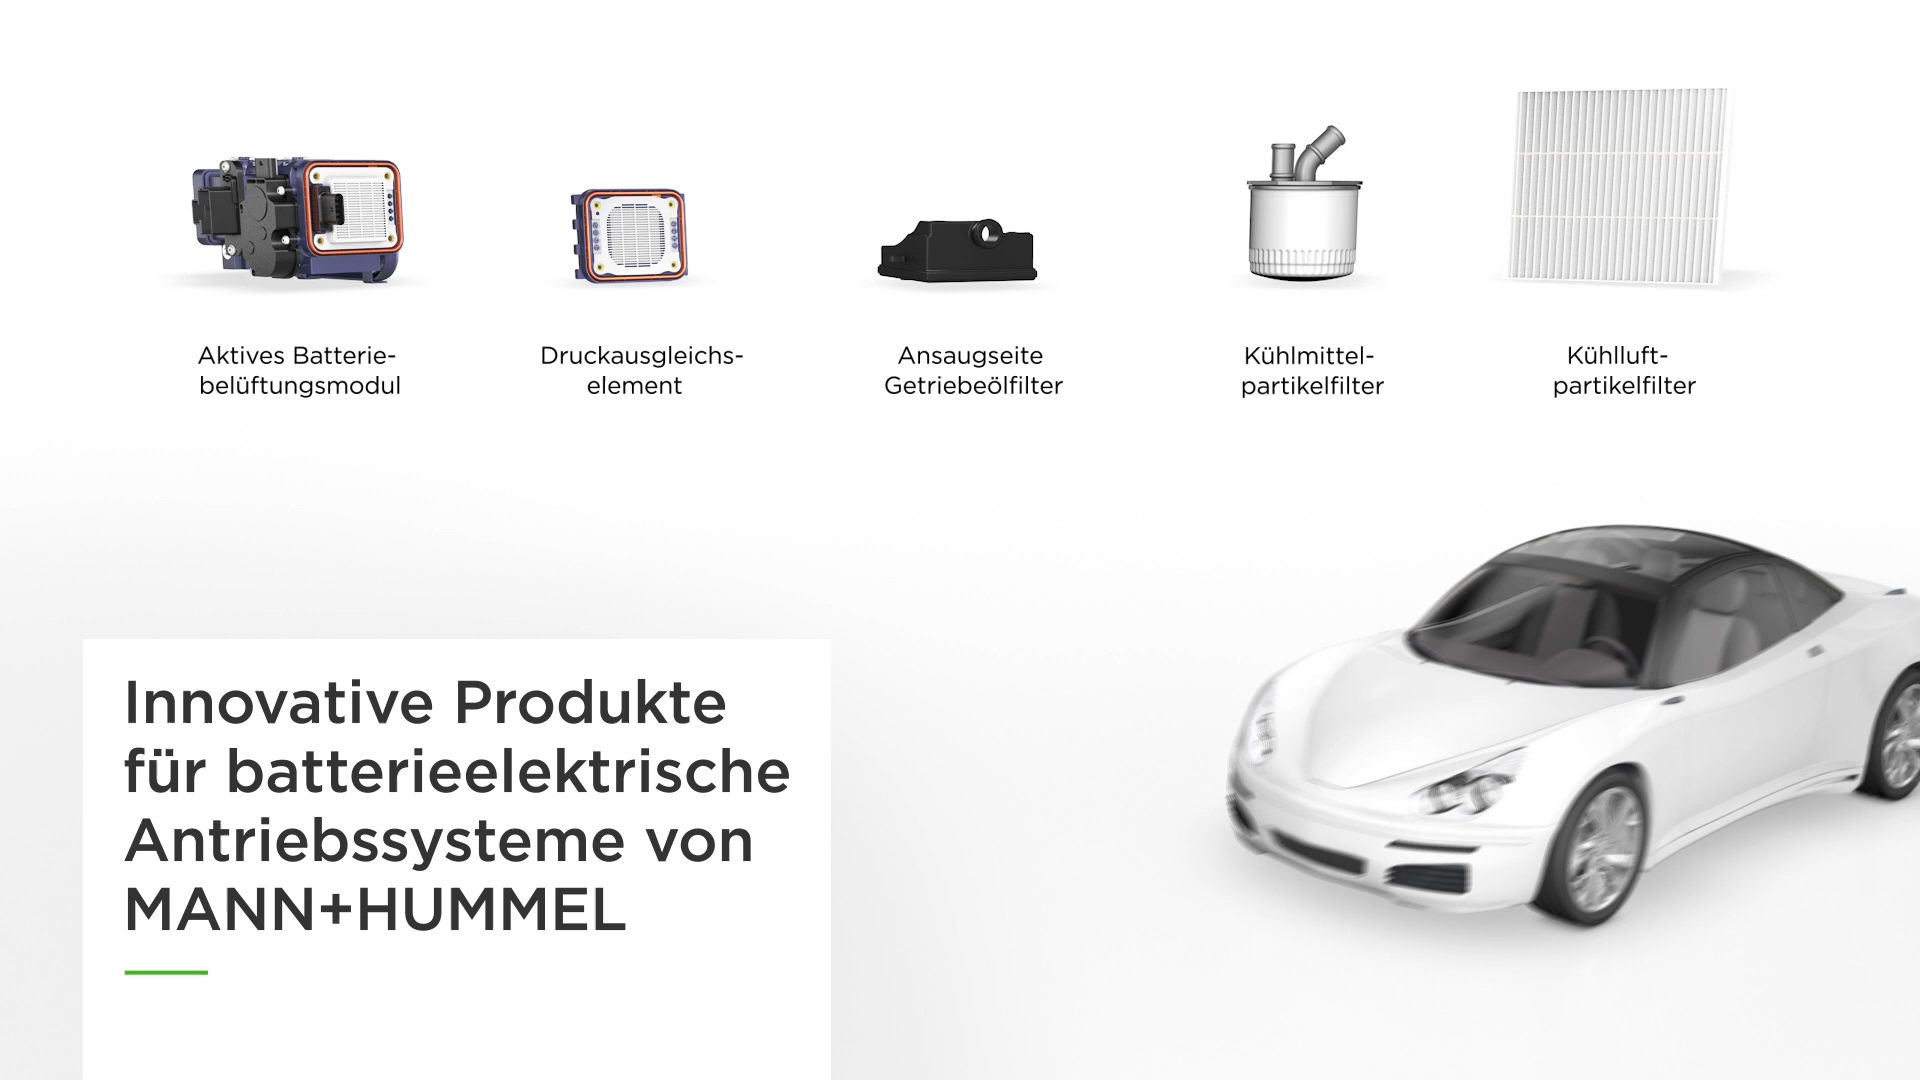 Aktives Batterie-
belüftungsmodul
Druckausgleichs-
element
Ansaugseite
Getriebeölfilter
Kühlmittel-
partikelfilter
Kühlluft-
partikelfilter
Innovative Produkte
für batterieelektrische
Antriebssysteme von
MANN+HUMMEL